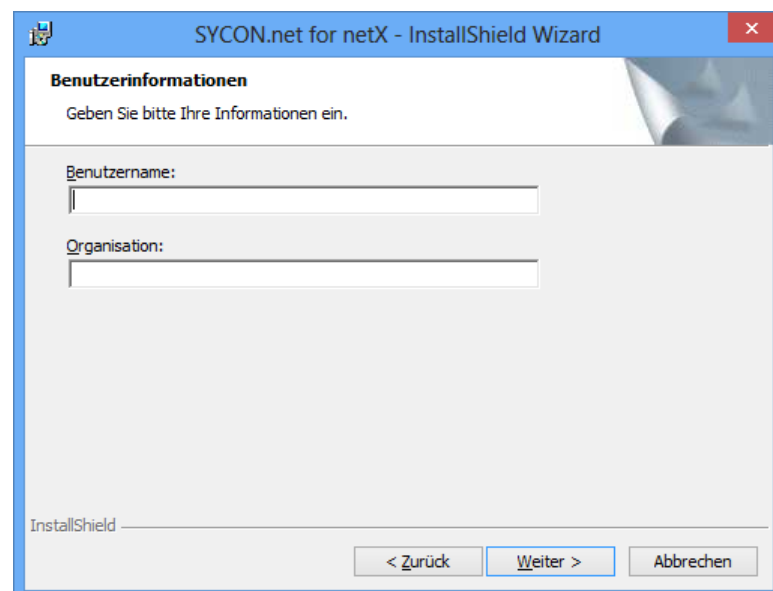 SYCON.net for netX - InstallShield Wizard
Benutzerinformationen
Geben Sie bitte Ihre Informationen ein.
Benutzername:
Organisation:
InstallShield
< Zurück
Weiter >
Abbrechen